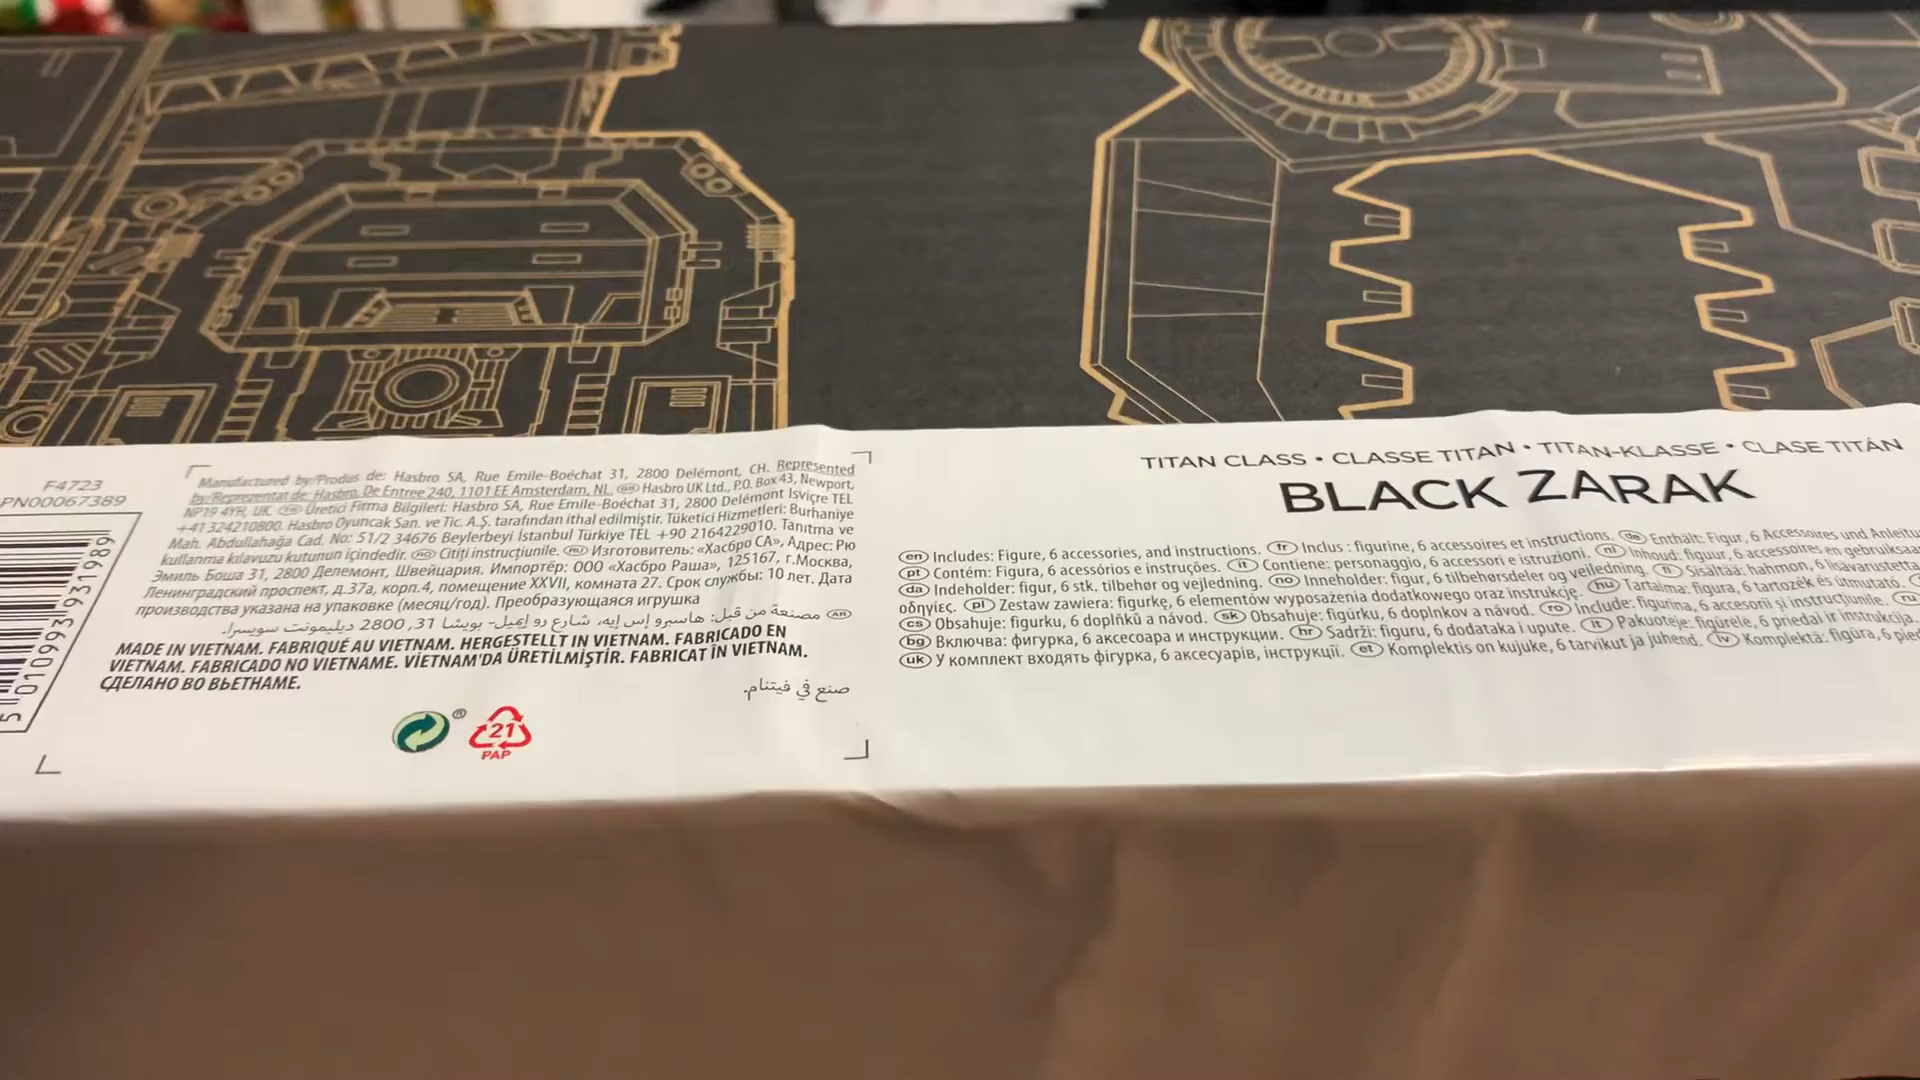 F4723
PN00067389
5 010993 931989
Manufactured by/Produs de: Hasbro SA, Rue Emile-Boéchat 31, 2800 Delémont, CH. Represented
by/Reprezentat de: Hasbro, De Entree 240, 1101 EE Amsterdam, NL. GB Hasbro UK Ltd., P.O. Box 43, Newport,
NP19 4YH, UK. TR Üretici Firma Bilgileri: Hasbro SA, Rue Emile-Boéchat 31, 2800 Delémont İsviçre TEL
+41 324210800. Hasbro Oyuncak San. ve Tic. A.Ş. tarafından ithal edilmiştir. Tüketici Hizmetleri: Burhaniye
Mah. Abdullahağa Cad. No: 51/2 34676 Beylerbeyi İstanbul Türkiye TEL +90 2164229010. Tanıtma ve
kullanma kılavuzu kutunun içindedir. RO Citiți instrucțiunile. RU Изготовитель: «Хасбро СА», Адрес: Рю
Эмиль Боша 31, 2800 Делемонт, Швейцария. Импортёр: ООО «Хасбро Раша», 125167, г.Москва,
Ленинградский проспект, д.37а, корп.4, помещение XXVII, комната 27. Срок службы: 10 лет. Дата
производства указана на упаковке (месяц/год). Преобразующаяся игрушка
AR مصنعة من قبل: هاسبرو إس إيه، شارع رو إميل- بويشا 31, 2800 ديليمونت سويسرا.
MADE IN VIETNAM. FABRIQUÉ AU VIETNAM. HERGESTELLT IN VIETNAM. FABRICADO EN
VIETNAM. FABRICADO NO VIETNAME. VİETNAM'DA ÜRETİLMİŞTİR. FABRICAT ÎN VIETNAM.
СДЕЛАНО ВО ВЬЕТНАМЕ.
صنع في فيتنام.
®
21
PAP
TITAN CLASS • CLASSE TITAN • TITAN-KLASSE • CLASE TITÁN
BLACK ZARAK
en Includes: Figure, 6 accessories, and instructions. fr Inclus : figurine, 6 accessoires et instructions. de Enthält: Figur, 6 Accessoires und
pt Contém: Figura, 6 acessórios e instruções. it Contiene: personaggio, 6 accessori e istruzioni. nl Inhoud: figuur, 6 accessoires en
da Indeholder: figur, 6 stk. tilbehør og vejledning. no Inneholder: figur, 6 tilbehørsdeler og veiledning. fi Sisältää: hahmon, 6
οδηγίες. pl Zestaw zawiera: figurkę, 6 elementów wyposażenia dodatkowego oraz instrukcję. hu Tartalma: figura, 6 tartozék és útmutató.
cs Obsahuje: figurku, 6 doplňků a návod. sk Obsahuje: figúrku, 6 doplnkov a návod. ro Include: figurina, 6 accesorii și instrucțiunile. ru
bg Включва: фигурка, 6 аксесоара и инструкции. hr Sadrži: figuru, 6 dodataka i upute. lt Pakuotėje: figūrėlė, 6 priedai ir instrukcija.
uk У комплект входять фігурка, 6 аксесуарів, інструкції. et Komplektis on kujuke, 6 tarvikut ja juhend. lv Komplektā: figūra, 6